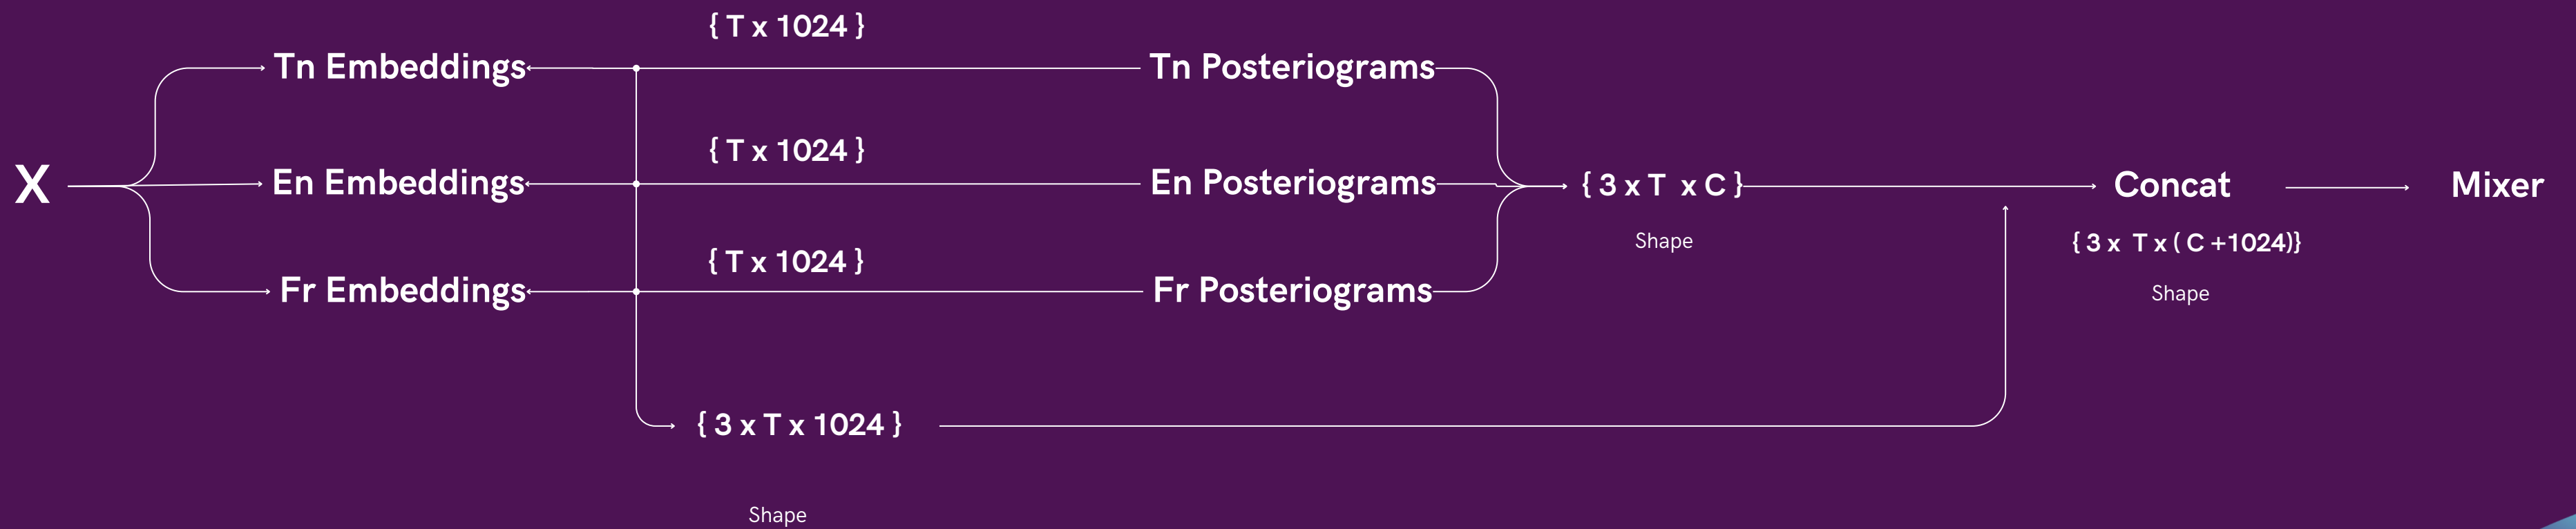 { T x 1024 }
Tn Embeddings
Tn Posteriograms
{ T x 1024 }
X
En Embeddings
En Posteriograms
{ 3 x T x C }
Concat
Mixer
Shape
{ 3 x T x ( C +1024)}
{ T x 1024 }
Fr Embeddings
Fr Posteriograms
Shape
{ 3 x T x 1024 }
Shape